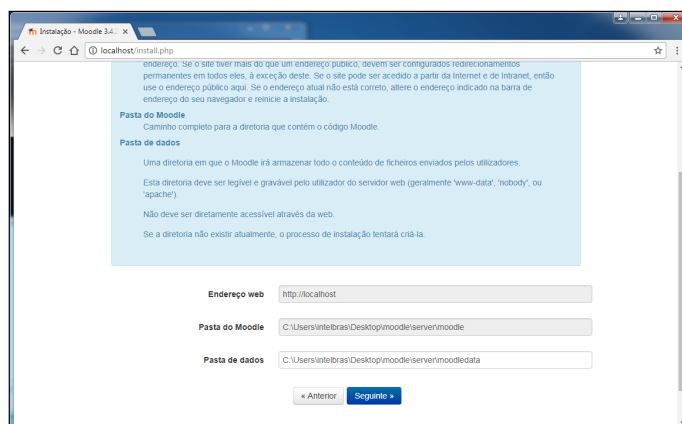 Instalação - Moodle 3.4.
localhost/install.php
endereço. Se o site tiver mais do que um endereço público, devem ser configurados redirecionamentos
permanentes em todos eles, à exceção deste. Se o site pode ser acedido a partir da Internet e de Intranet, então
use o endereço público aqui. Se o endereço atual não está correto, altere o endereço indicado na barra de
endereço do seu navegador e reinicie a instalação.
Pasta do Moodle
Caminho completo para a diretoria que contém o código Moodle.
Pasta de dados
Uma diretoria em que o Moodle irá armazenar todo o conteúdo de ficheiros enviados pelos utilizadores.
Esta diretoria deve ser legível e gravável pelo utilizador do servidor web (geralmente 'www-data', 'nobody', ou
'apache').
Não deve ser diretamente acessível através da web.
Se a diretoria não existir atualmente, o processo de instalação tentará criá-la.
Endereço web http://localhost
Pasta do Moodle C:\Users\intelbras\Desktop\moodle\server\moodle
Pasta de dados C:\Users\intelbras\Desktop\moodle\server\moodledata
« Anterior Seguinte »